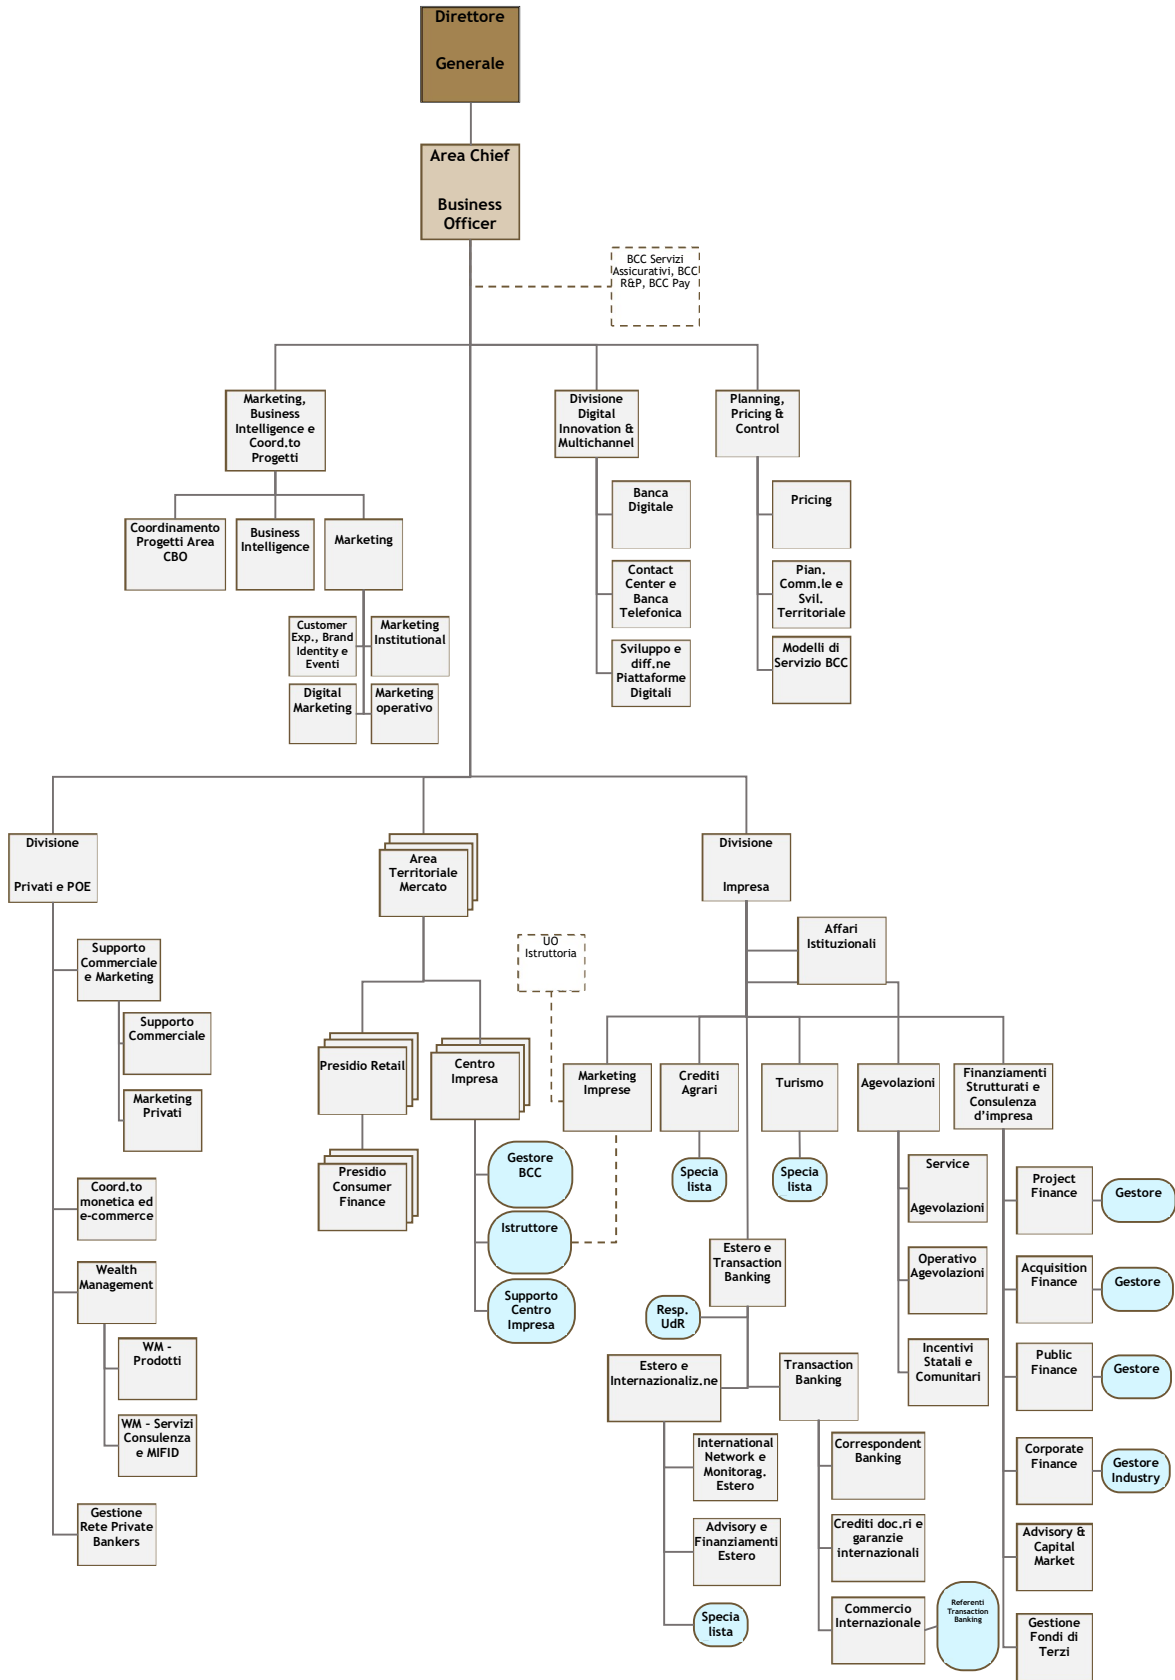 Direttore
Generale
Area Chief
Business
Officer
BCC Servizi
Assicurativi, BCC
R&P, BCC Pay
Marketing,
Business
Intelligence e
Coord.to
Progetti
Divisione
Digital
Innovation &
Multichannel
Planning,
Pricing &
Control
Coordinamento
Progetti Area
CBO
Business
Intelligence
Marketing
Customer
Exp., Brand
Identity e
Eventi
Marketing
Institutional
Digital
Marketing
Marketing
operativo
Banca
Digitale
Contact
Center e
Banca
Telefonica
Sviluppo e
diff.ne
Piattaforme
Digitali
Pricing
Pian.
Comm.le e
Svil.
Territoriale
Modelli di
Servizio BCC
Divisione
Privati e POE
Area
Territoriale
Mercato
Divisione
Impresa
Supporto
Commerciale
e Marketing
Supporto
Commerciale
Marketing
Privati
Coord.to
monetica ed
e-commerce
Wealth
Management
WM -
Prodotti
WM - Servizi
Consulenza
e MIFID
Gestione
Rete Private
Bankers
Presidio Retail
Presidio
Consumer
Finance
Centro
Impresa
Gestore
BCC
Istruttore
Supporto
Centro
Impresa
UO
Istruttoria
Affari
Istituzionali
Marketing
Imprese
Crediti
Agrari
Specia
lista
Turismo
Specia
lista
Agevolazioni
Service
Agevolazioni
Operativo
Agevolazioni
Incentivi
Statali e
Comunitari
Finanziamenti
Strutturati e
Consulenza
d’impresa
Project
Finance
Gestore
Acquisition
Finance
Gestore
Public
Finance
Gestore
Corporate
Finance
Gestore
Industry
Advisory &
Capital
Market
Gestione
Fondi di
Terzi
Estero e
Transaction
Banking
Resp.
UdR
Estero e
Internazionaliz.ne
International
Network e
Monitorag.
Estero
Advisory e
Finanziamenti
Estero
Specia
lista
Transaction
Banking
Correspondent
Banking
Crediti doc.ri e
garanzie
internazionali
Commercio
Internazionale
Referenti
Transaction
Banking